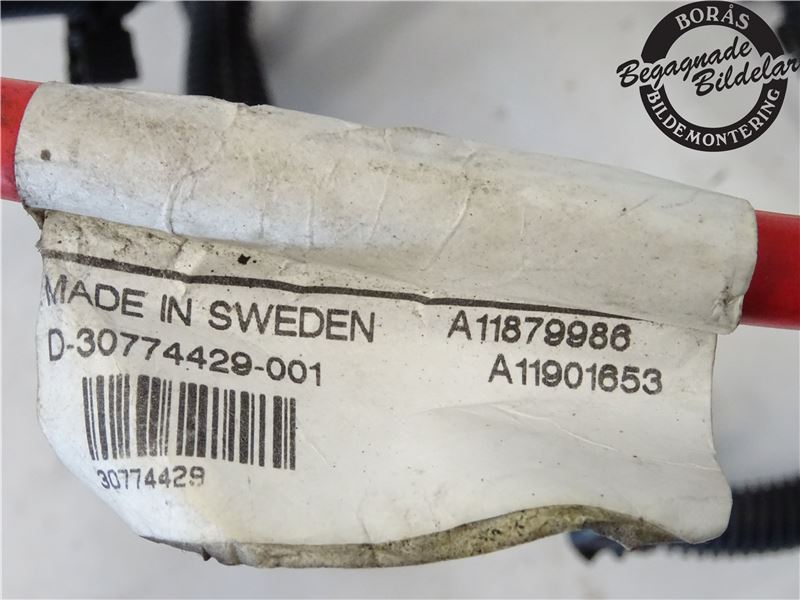 BORÅS
Begagnade
Bildelar
BILDEMONTERING
MADE IN SWEDEN A11879986
D-30774429-001 A11901653
30774429